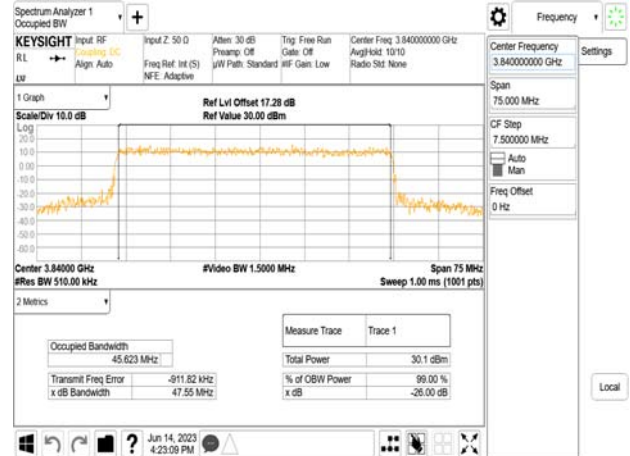 Spectrum Analyzer 1
Occupied BW
Frequency
KEYSIGHT Input: RF Input Z: 50 Ω Atten: 30 dB Trig: Free Run Center Freq: 3.840000000 GHz
RL Coupling: DC Preamp: Off Gate: Off Avg|Hold: 10/10
Align: Auto Freq Ref: Int (S) µW Path: Standard #IF Gain: Low Radio Std: None
NFE: Adaptive
LV
1 Graph
Scale/Div 10.0 dB
Ref Lvl Offset 17.28 dB
Ref Value 30.00 dBm
Log
20.0
10.0
0.00
-10.0
-20.0
-30.0
-40.0
-50.0
-60.0
Center 3.84000 GHz #Video BW 1.5000 MHz Span 75 MHz
#Res BW 510.00 kHz Sweep 1.00 ms (1001 pts)
2 Metrics
Occupied Bandwidth
45.623 MHz
Transmit Freq Error -911.82 kHz
x dB Bandwidth 47.55 MHz
Measure Trace Trace 1
Total Power 30.1 dBm
% of OBW Power 99.00 %
x dB -26.00 dB
Center Frequency
3.840000000 GHz
Settings
Span
75.000 MHz
CF Step
7.500000 MHz
Auto
Man
Freq Offset
0 Hz
Local
?
Jun 14, 2023
4:23:09 PM